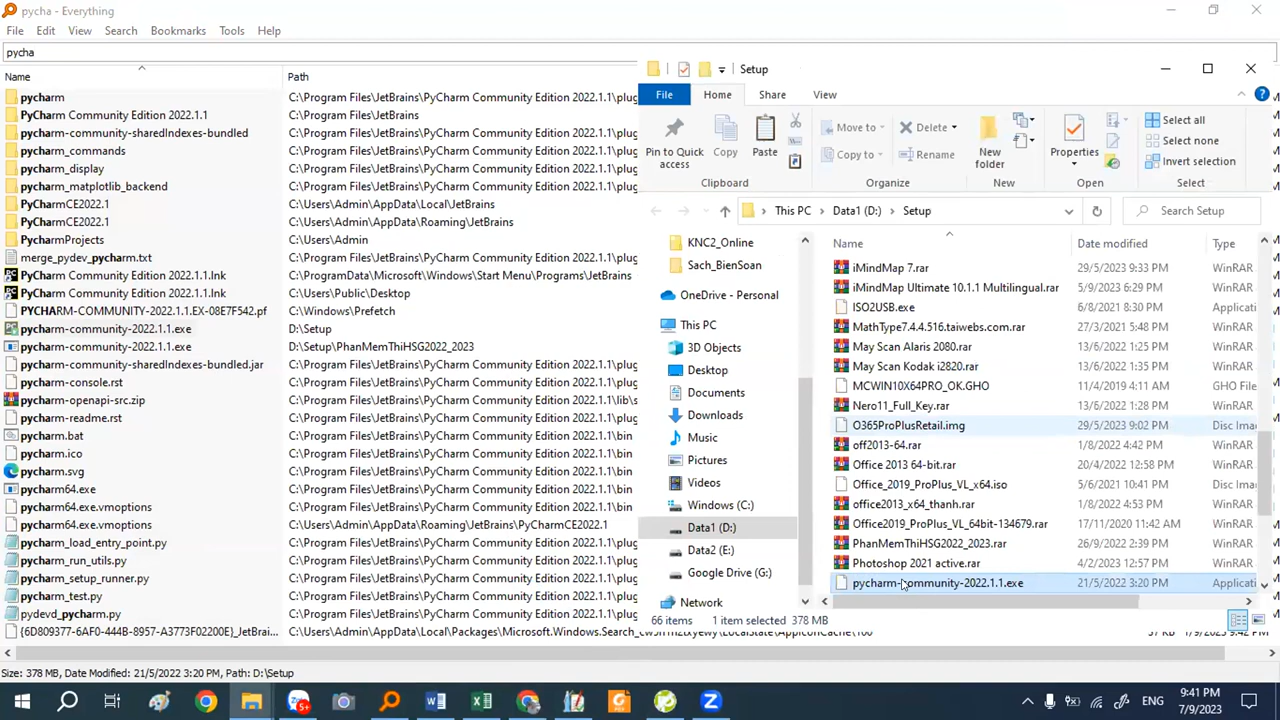 pycha - Everything
File Edit View Search Bookmarks Tools Help
pycha
Name Path
pycharm C:\Program Files\JetBrains\PyCharm Community Edition 2022.1.1\plug
PyCharm Community Edition 2022.1.1 C:\Program Files\JetBrains
pycharm-community-sharedIndexes-bundled C:\Program Files\JetBrains\PyCharm Community Edition 2022.1.1\plug
pycharm_commands C:\Program Files\JetBrains\PyCharm Community Edition 2022.1.1\plug
pycharm_display C:\Program Files\JetBrains\PyCharm Community Edition 2022.1.1\plug
pycharm_matplotlib_backend C:\Program Files\JetBrains\PyCharm Community Edition 2022.1.1\plug
PyCharmCE2022.1 C:\Users\Admin\AppData\Local\JetBrains
PyCharmCE2022.1 C:\Users\Admin\AppData\Roaming\JetBrains
PycharmProjects C:\Users\Admin
merge_pydev_pycharm.txt C:\Program Files\JetBrains\PyCharm Community Edition 2022.1.1\plug
PyCharm Community Edition 2022.1.1.lnk C:\ProgramData\Microsoft\Windows\Start Menu\Programs\JetBrains
PyCharm Community Edition 2022.1.1.lnk C:\Users\Public\Desktop
PYCHARM-COMMUNITY-2022.1.1.EX-08E7F542.pf C:\Windows\Prefetch
pycharm-community-2022.1.1.exe D:\Setup
pycharm-community-2022.1.1.exe D:\Setup\PhanMemThiHSG2022_2023
pycharm-community-sharedIndexes-bundled.jar C:\Program Files\JetBrains\PyCharm Community Edition 2022.1.1\plug
pycharm-console.rst C:\Program Files\JetBrains\PyCharm Community Edition 2022.1.1\plug
pycharm-openapi-src.zip C:\Program Files\JetBrains\PyCharm Community Edition 2022.1.1\lib\s
pycharm-readme.rst C:\Program Files\JetBrains\PyCharm Community Edition 2022.1.1\plug
pycharm.bat C:\Program Files\JetBrains\PyCharm Community Edition 2022.1.1\bin
pycharm.ico C:\Program Files\JetBrains\PyCharm Community Edition 2022.1.1\bin
pycharm.svg C:\Program Files\JetBrains\PyCharm Community Edition 2022.1.1\bin
pycharm64.exe C:\Program Files\JetBrains\PyCharm Community Edition 2022.1.1\bin
pycharm64.exe.vmoptions C:\Program Files\JetBrains\PyCharm Community Edition 2022.1.1\bin
pycharm64.exe.vmoptions C:\Users\Admin\AppData\Roaming\JetBrains\PyCharmCE2022.1
pycharm_load_entry_point.py C:\Program Files\JetBrains\PyCharm Community Edition 2022.1.1\plug
pycharm_run_utils.py C:\Program Files\JetBrains\PyCharm Community Edition 2022.1.1\plug
pycharm_setup_runner.py C:\Program Files\JetBrains\PyCharm Community Edition 2022.1.1\plug
pycharm_test.py C:\Program Files\JetBrains\PyCharm Community Edition 2022.1.1\plug
pydevd_pycharm.py C:\Program Files\JetBrains\PyCharm Community Edition 2022.1.1\plug
{6D809377-6AF0-444B-8957-A3773F02200E}_JetBrai... C:\Users\Admin\AppData\Local\Packages\Microsoft.Windows.Search_
Size: 378 MB, Date Modified: 21/5/2022 3:20 PM, Path: D:\Setup
Setup
File Home Share View
Pin to Quick access
Copy
Paste
Clipboard
Move to
Copy to
Delete
Rename
Organize
New folder
New
Properties
Open
Select all
Select none
Invert selection
Select
This PC Data1 (D:) Setup
Search Setup
KNC2_Online
Sach_BienSoan
OneDrive - Personal
This PC
3D Objects
Desktop
Documents
Downloads
Music
Pictures
Videos
Windows (C:)
Data1 (D:)
Data2 (E:)
Google Drive (G:)
Network
Name Date modified Type
iMindMap 7.rar 29/5/2023 9:33 PM WinRAR
iMindMap Ultimate 10.1.1 Multilingual.rar 5/9/2023 6:29 PM WinRAR
ISO2USB.exe 6/8/2021 8:30 PM Applicati
MathType7.4.4.516.taiwebs.com.rar 27/3/2021 5:48 PM WinRAR
May Scan Alaris 2080.rar 13/6/2022 1:25 PM WinRAR
May Scan Kodak i2820.rar 13/6/2022 1:35 PM WinRAR
MCWIN10X64PRO_OK.GHO 11/4/2019 4:11 AM GHO File
Nero11_Full_Key.rar 13/6/2022 1:28 PM WinRAR
O365ProPlusRetail.img 29/5/2023 9:02 PM Disc Ima
off2013-64.rar 1/8/2022 4:42 PM WinRAR
Office 2013 64-bit.rar 20/4/2022 12:58 PM WinRAR
Office_2019_ProPlus_VL_x64.iso 5/6/2021 10:41 PM Disc Ima
office2013_x64_thanh.rar 1/8/2022 4:53 PM WinRAR
Office2019_ProPlus_VL_64bit-134679.rar 17/11/2020 11:42 AM WinRAR
PhanMemThiHSG2022_2023.rar 26/9/2022 2:39 PM WinRAR
Photoshop 2021 active.rar 4/2/2023 12:57 PM WinRAR
pycharm-community-2022.1.1.exe 21/5/2022 3:20 PM Applicati
66 items 1 item selected 378 MB
ENG
9:41 PM
7/9/2023